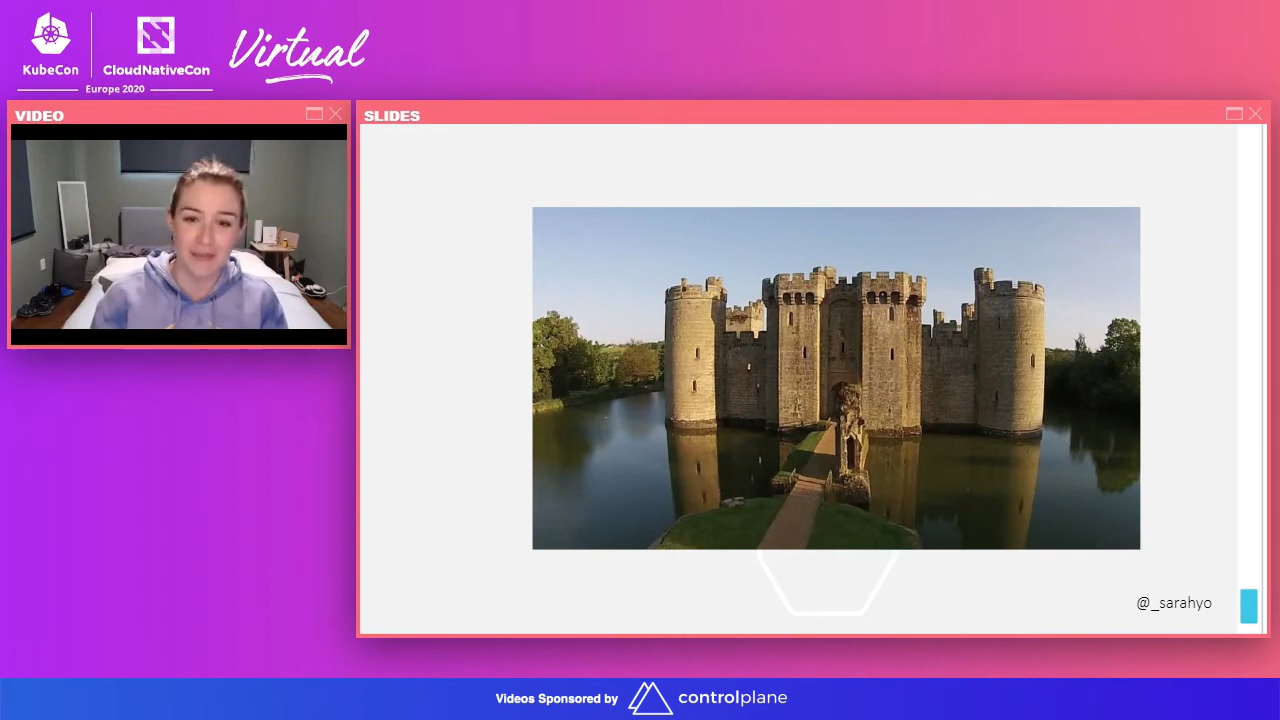 KubeCon
CloudNativeCon
Europe 2020
Virtual
VIDEO
SLIDES
@_sarahyo
Videos Sponsored by
controlplane